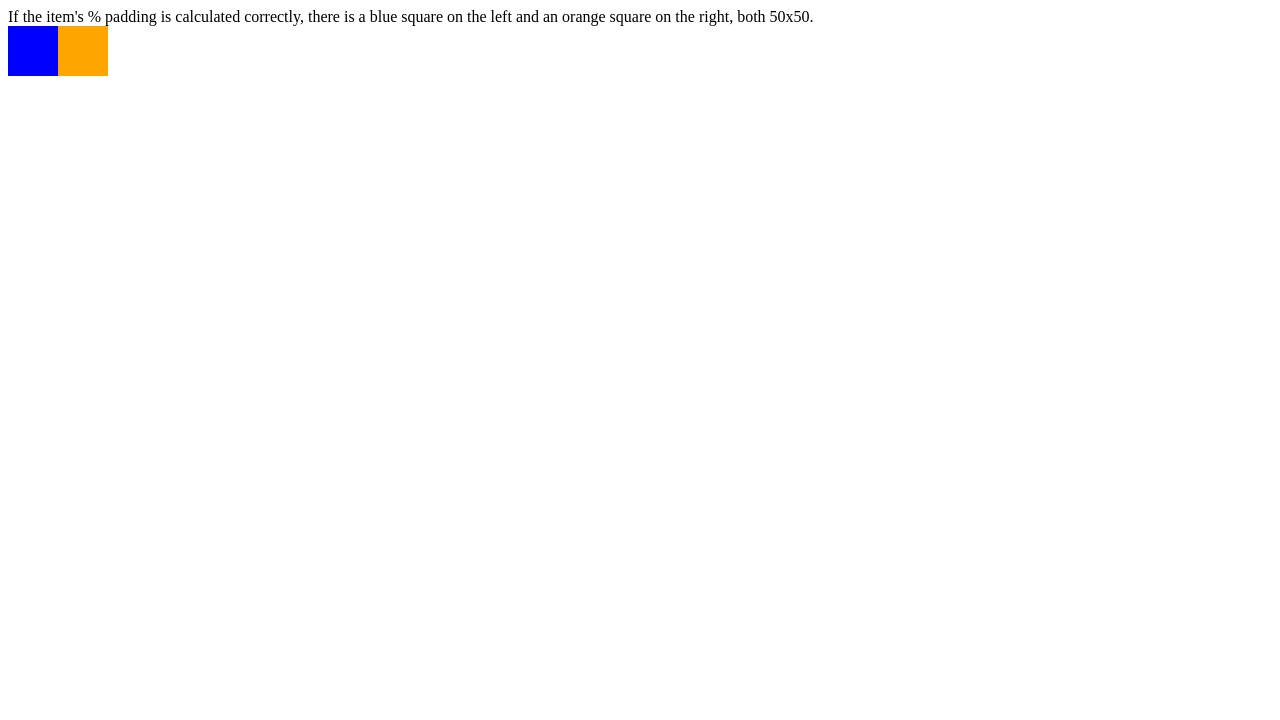 If the item's % padding is calculated correctly, there is a blue square on the left and an orange square on the right, both 50x50.